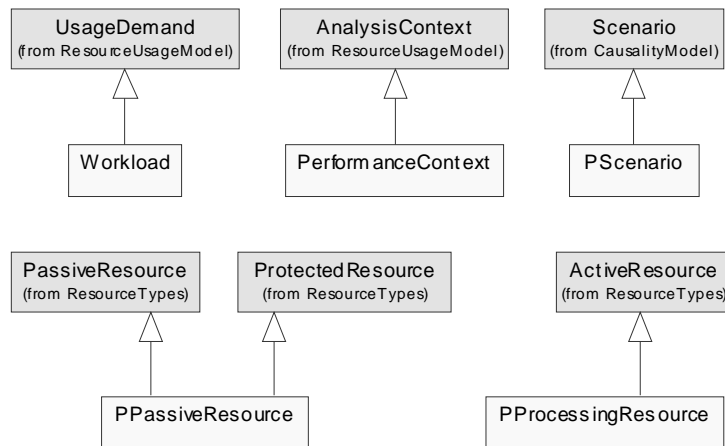 UsageDemand
(from ResourceUsageModel)
AnalysisContext
(from ResourceUsageModel)
Scenario
(from CausalityModel)
Workload
PerformanceContext
PScenario
PassiveResource
(from ResourceTypes)
ProtectedResource
(from ResourceTypes)
ActiveResource
(from ResourceTypes)
PPassiveResource
PProcessingResource